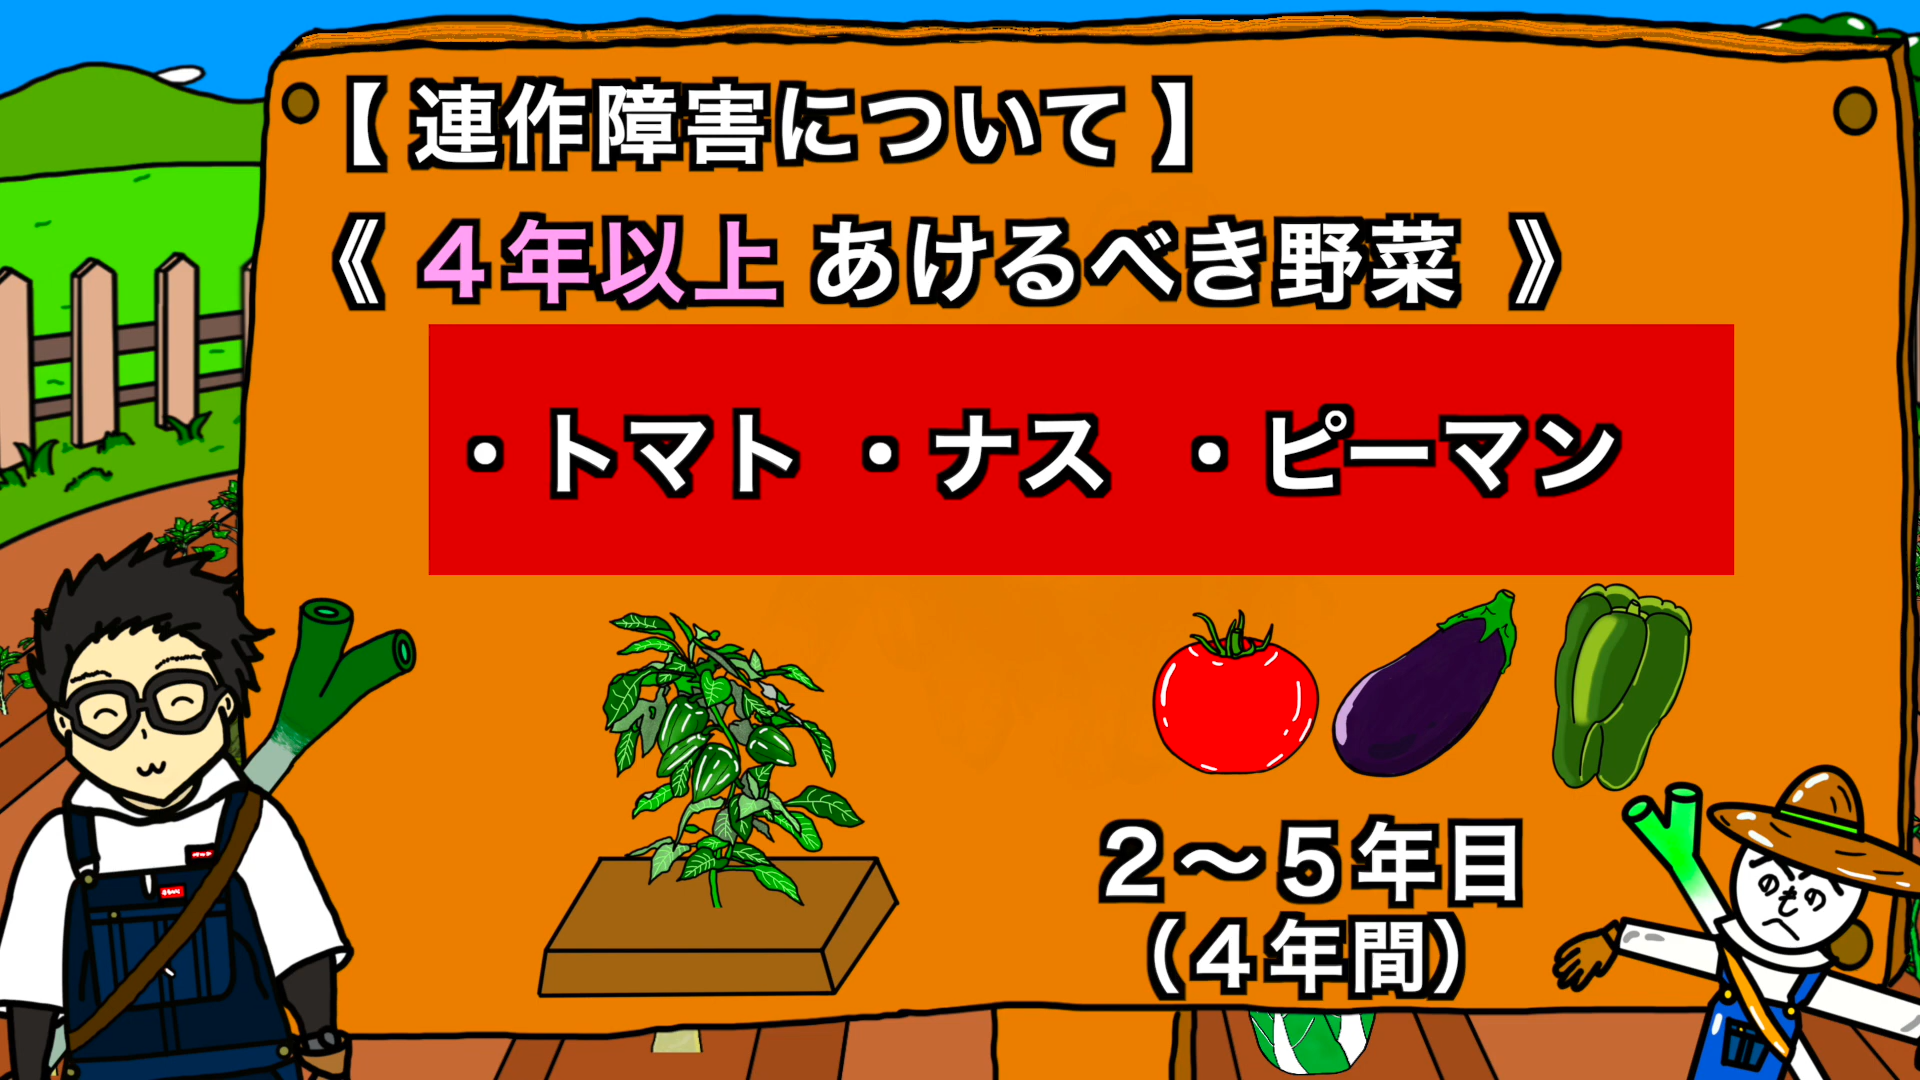 【 連作障害について 】
《 ４年以上 あけるべき野菜 》
・トマト ・ナス ・ピーマン
２～５年目
（４年間）